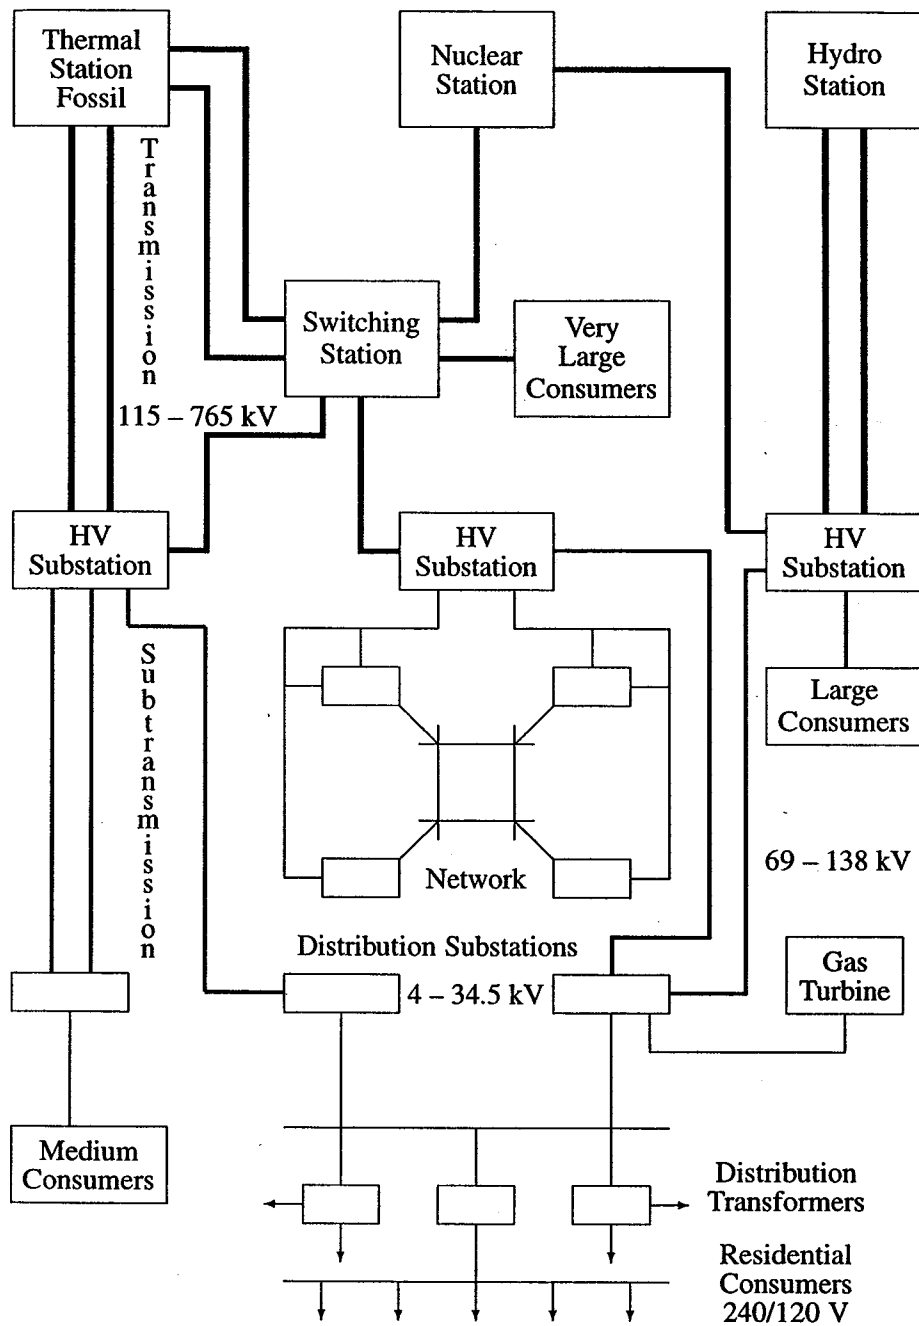 Thermal
Station
Fossil
Nuclear
Station
Hydro
Station
Transmission
Switching
Station
Very
Large
Consumers
115 – 765 kV
HV
Substation
HV
Substation
HV
Substation
Subtransmission
Large
Consumers
69 – 138 kV
Network
Distribution Substations
4 – 34.5 kV
Gas
Turbine
Medium
Consumers
Distribution
Transformers
Residential
Consumers
240/120 V